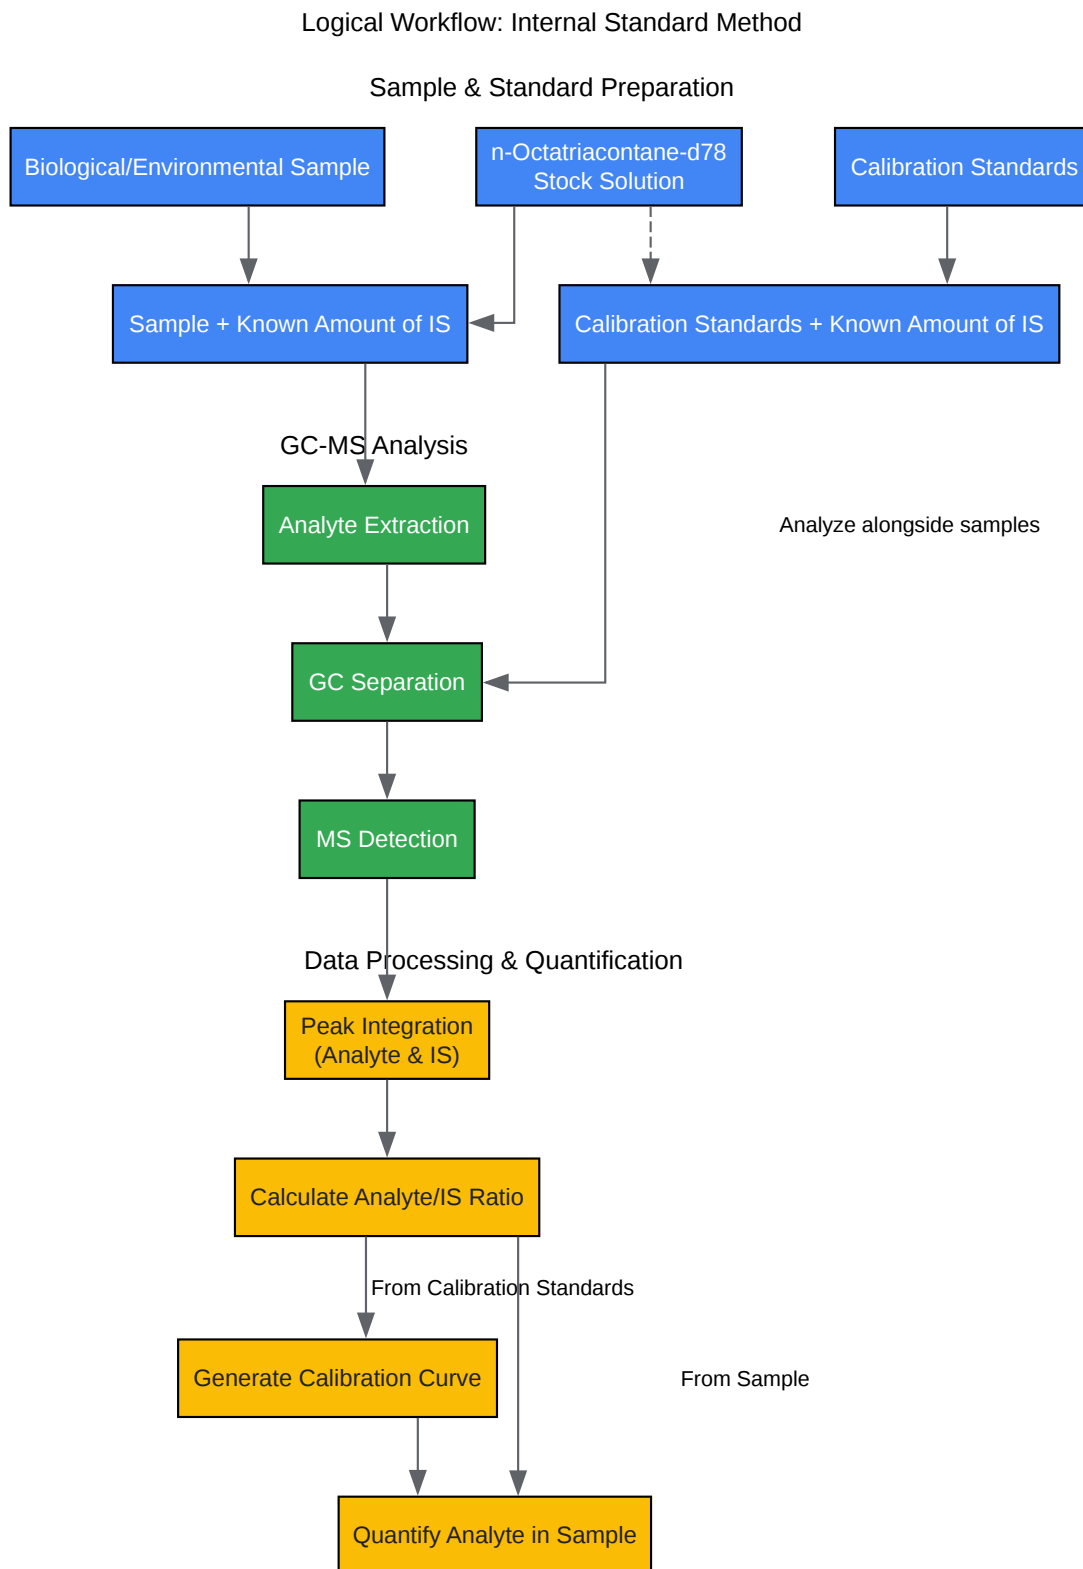 Logical Workflow: Internal Standard Method
Sample & Standard Preparation
Biological/Environmental Sample
n-Octatriacontane-d78
Stock Solution
Calibration Standards
Sample + Known Amount of IS
Calibration Standards + Known Amount of IS
GC-MS Analysis
Analyte Extraction
Analyze alongside samples
GC Separation
MS Detection
Data Processing & Quantification
Peak Integration
(Analyte & IS)
Calculate Analyte/IS Ratio
From Calibration Standards
Generate Calibration Curve
From Sample
Quantify Analyte in Sample